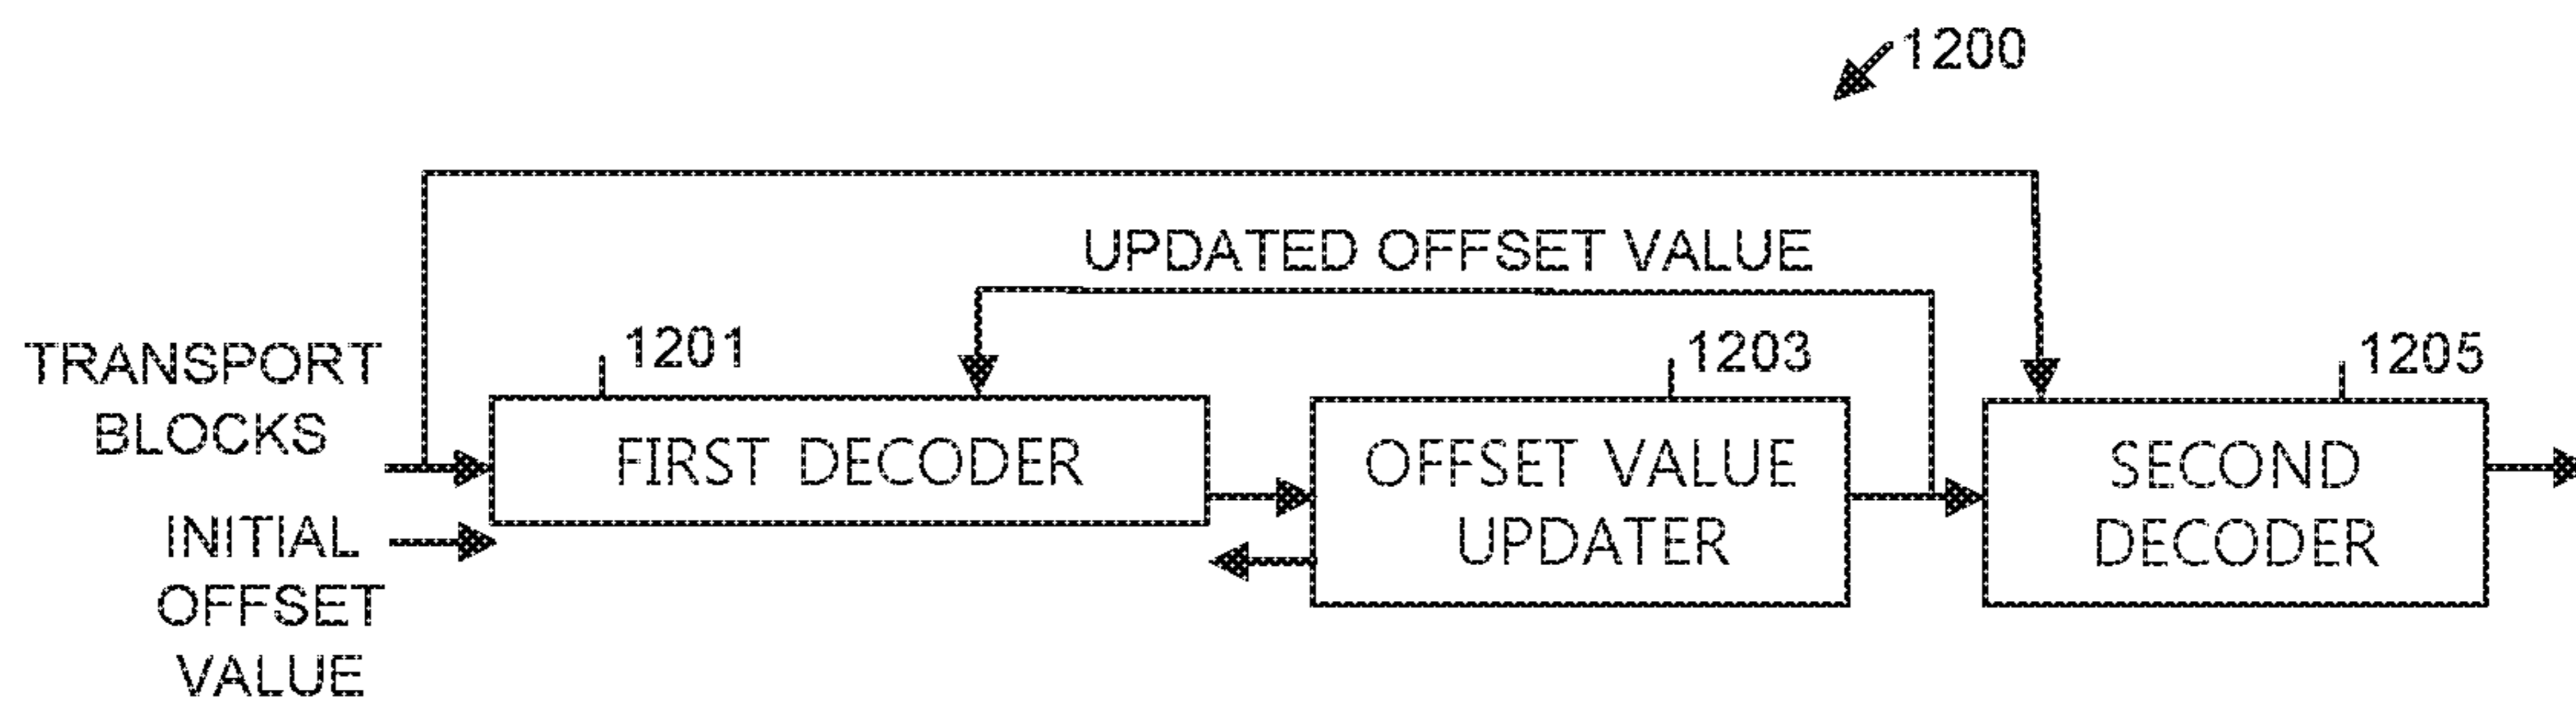 1200
UPDATED OFFSET VALUE
1201
1203
1205
TRANSPORT
BLOCKS
FIRST DECODER
OFFSET VALUE
UPDATER
SECOND
DECODER
INITIAL
OFFSET
VALUE